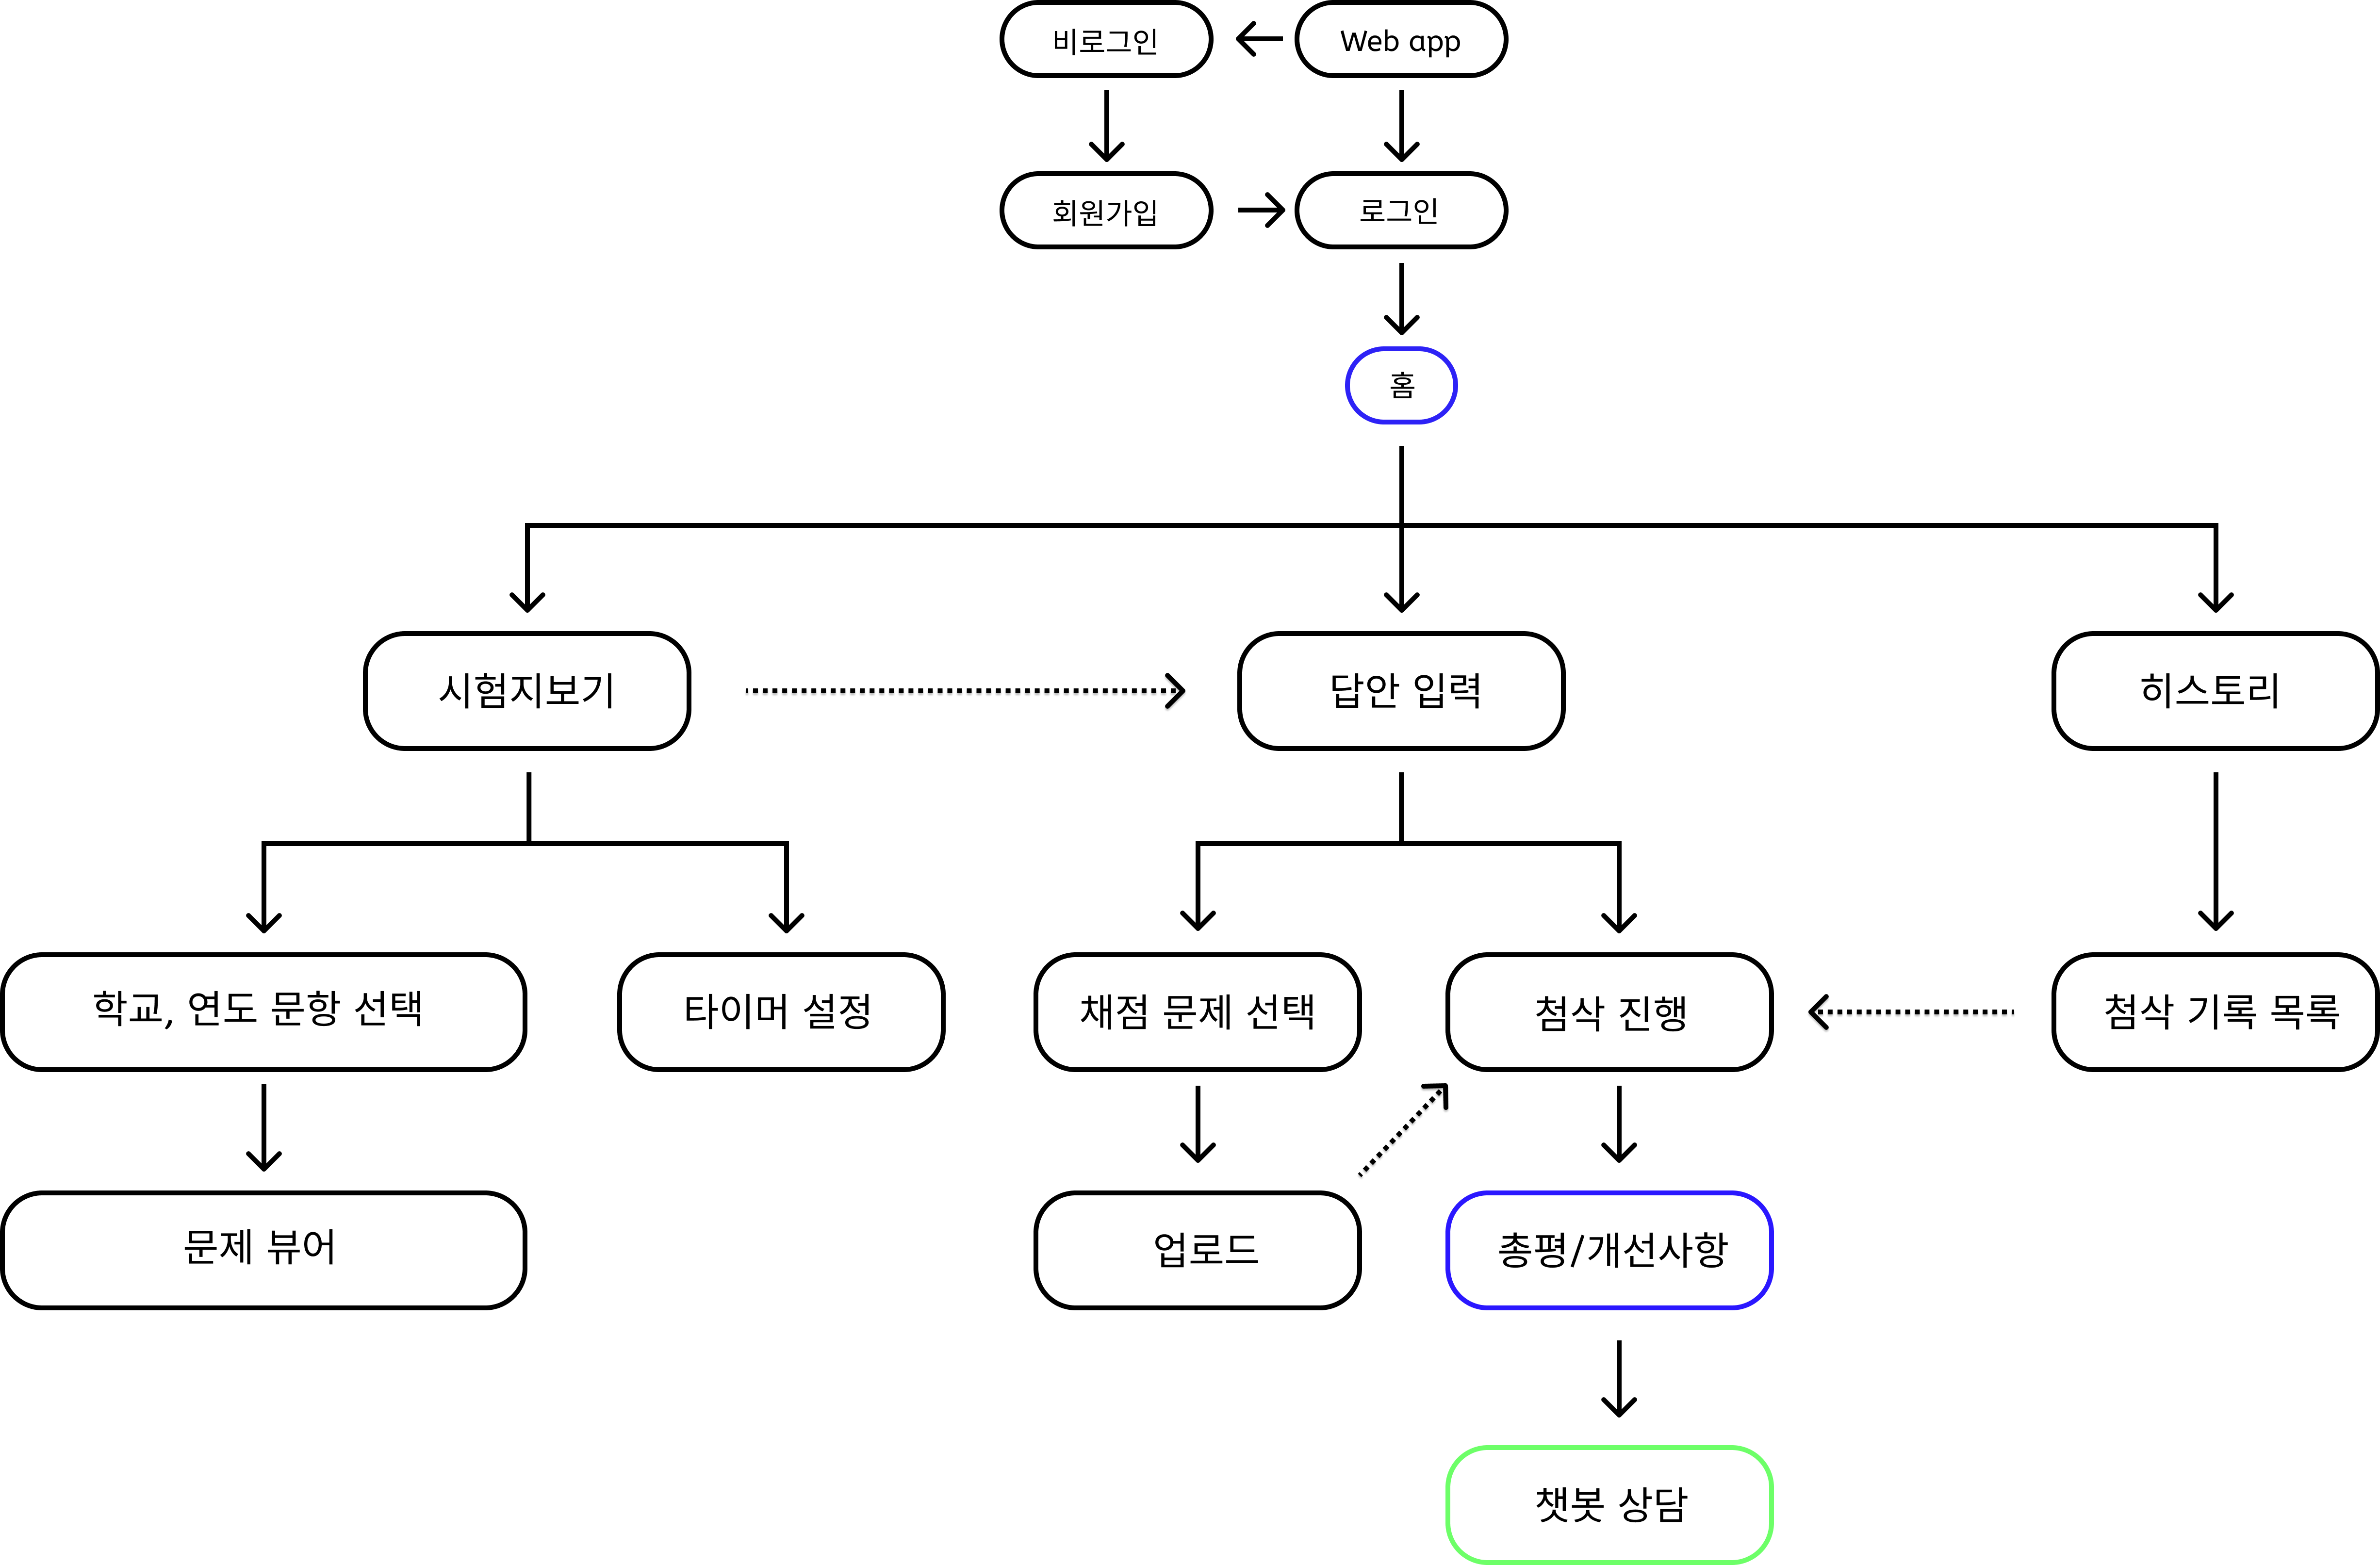 비로그인
Web app
회원가입
로그인
홈
시험지보기
답안 입력
히스토리
학교, 연도 문항 선택
타이머 설정
채점 문제 선택
첨삭 진행
첨삭 기록 목록
문제 뷰어
업로드
총평/개선사항
챗봇 상담